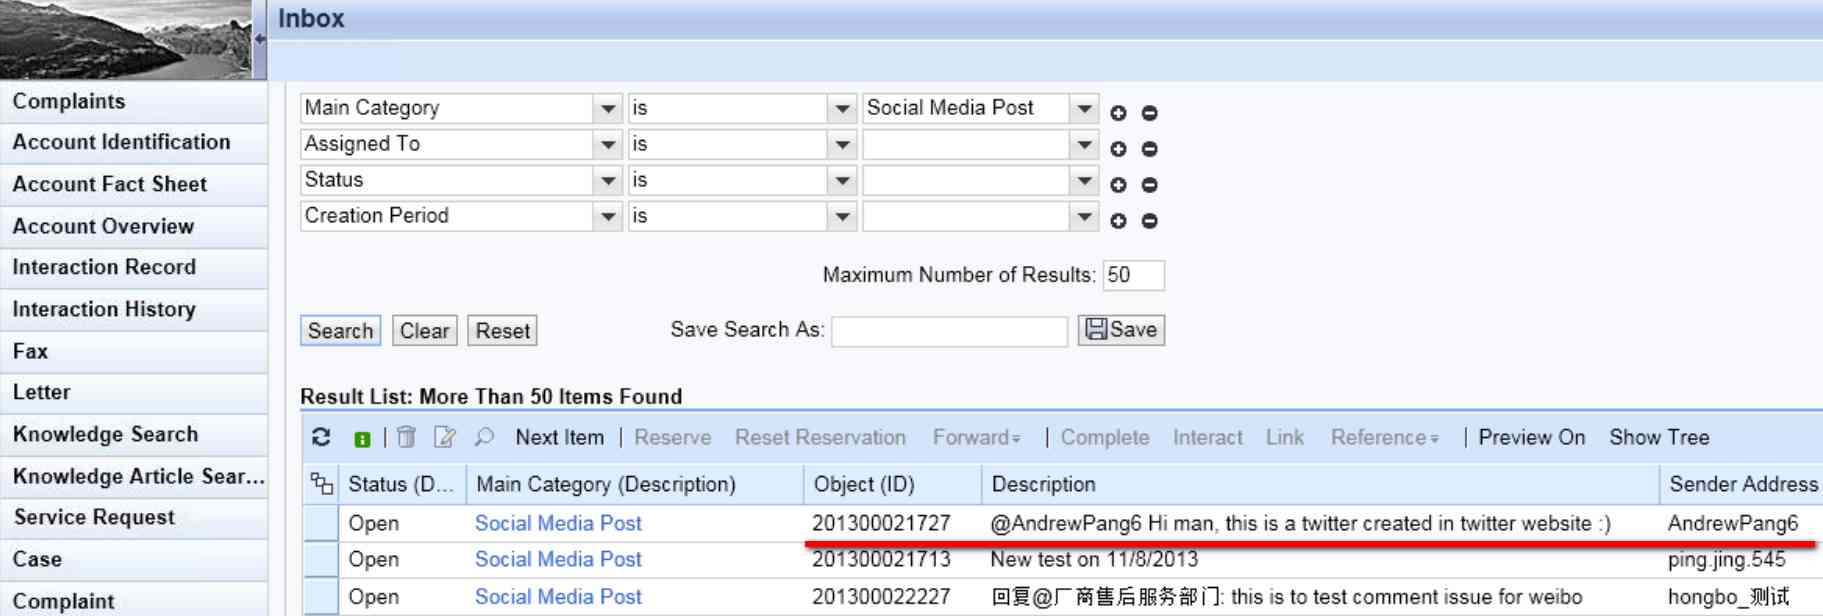 Inbox
Complaints
Account Identification
Account Fact Sheet
Account Overview
Interaction Record
Interaction History
Fax
Letter
Knowledge Search
Knowledge Article Sear...
Service Request
Case
Complaint
Main Category is Social Media Post
Assigned To is
Status is
Creation Period is
Maximum Number of Results: 50
Search Clear Reset Save Search As: Save
Result List: More Than 50 Items Found
Next Item Reserve Reset Reservation Forward Complete Interact Link Reference Preview On Show Tree
Status (D... Main Category (Description) Object (ID) Description Sender Address
Open Social Media Post 201300021727 @AndrewPang6 Hi man, this is a twitter created in twitter website :) AndrewPang6
Open Social Media Post 201300021713 New test on 11/8/2013 ping.jing.545
Open Social Media Post 201300022227 回复@厂商售后服务部门: this is to test comment issue for weibo hongbo_测试